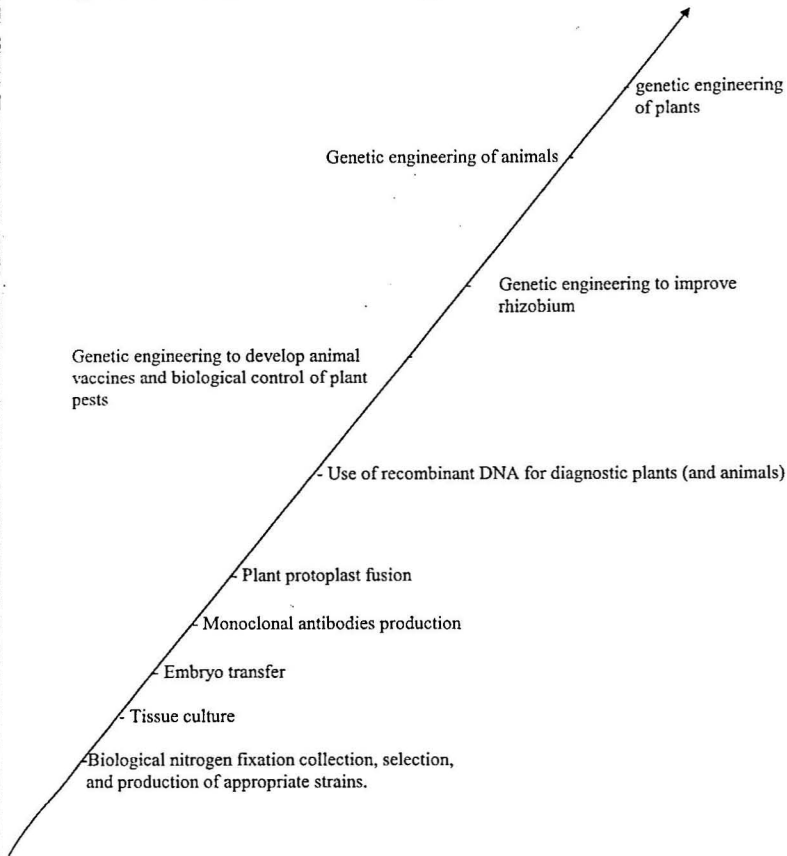 genetic engineering
of plants
Genetic engineering of animals
Genetic engineering to improve
rhizobium
Genetic engineering to develop animal
vaccines and biological control of plant
pests
- Use of recombinant DNA for diagnostic plants (and animals)
- Plant protoplast fusion
- Monoclonal antibodies production
- Embryo transfer
- Tissue culture
-Biological nitrogen fixation collection, selection,
and production of appropriate strains.